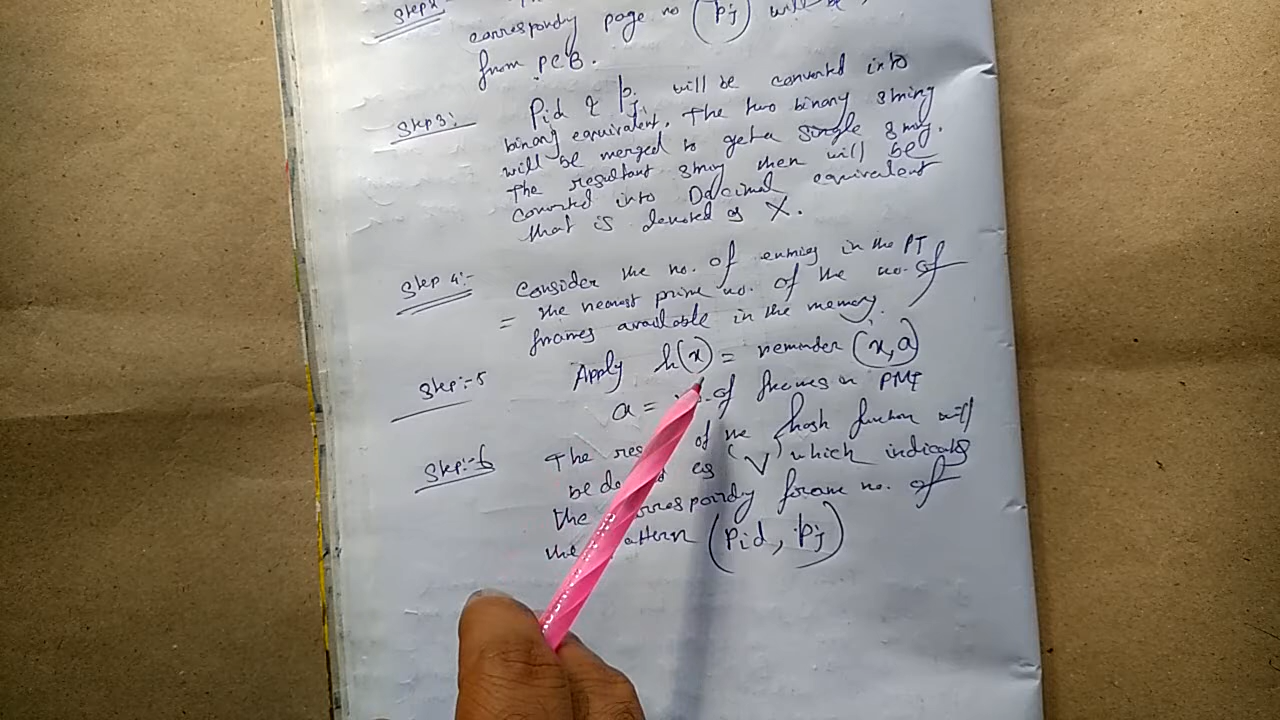 Step
corresponding page no (Pj) will be
from PCB.
Step 3:- Pid & Pj will be converted into
binary equivalent. The two binary string
will be merged to get a single string.
The resultant string then will be
converted into Decimal equivalent
that is denoted as X.
Step 4:- Consider the no. of entries in the PT
= the nearest prime no. of the no. of
frames available in the memory.
Step:-5 Apply h(x) = reminder (x, a)
a = of frames in PMT
Step:-6 The of the hash function will
be as (V) which indicates
the frame no. of
the (Pid, Pj)